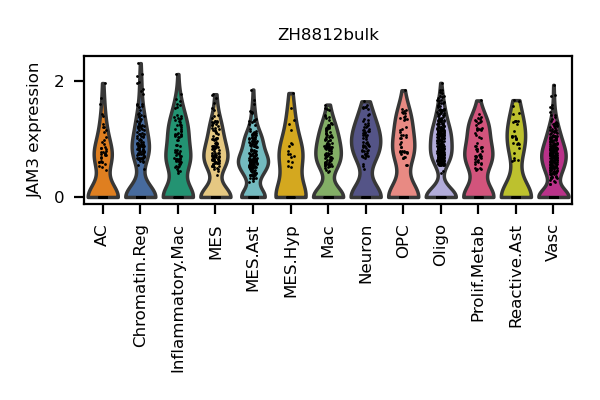 ZH8812bulk
JAM3 expression
2
0
AC
Chromatin.Reg
Inflammatory.Mac
MES
MES.Ast
MES.Hyp
Mac
Neuron
OPC
Oligo
Prolif.Metab
Reactive.Ast
Vasc